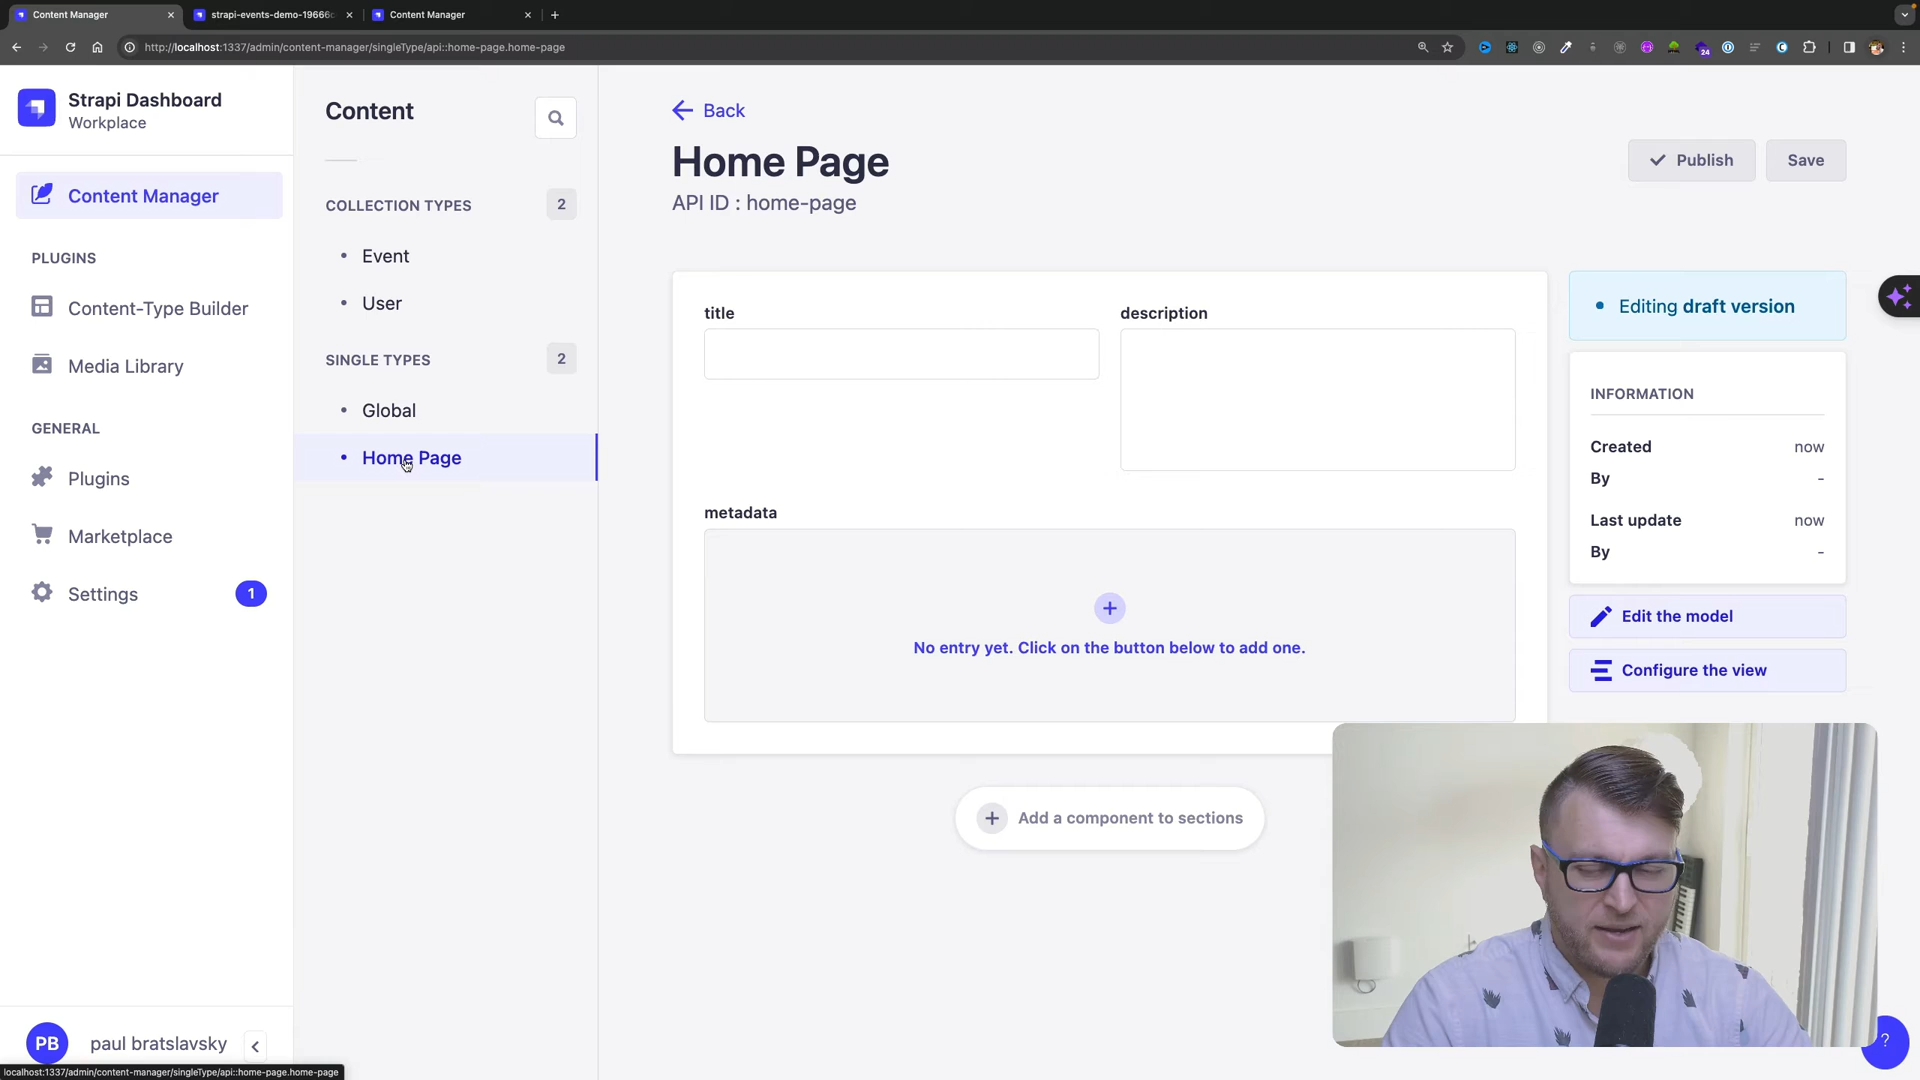 Content Manager
strapi-events-demo-19666c
Content Manager
http://localhost:1337/admin/content-manager/singleType/api::home-page.home-page
24
Strapi Dashboard
Workplace
Content Manager
PLUGINS
Content-Type Builder
Media Library
GENERAL
Plugins
Marketplace
Settings
1
PB
paul bratslavsky
localhost:1337/admin/content-manager/singleType/api::home-page.home-page
Content
COLLECTION TYPES
2
Event
User
SINGLE TYPES
2
Global
Home Page
Back
Home Page
API ID : home-page
Publish
Save
title
description
metadata
No entry yet. Click on the button below to add one.
Add a component to sections
Editing draft version
INFORMATION
Created
now
By
-
Last update
now
By
-
Edit the model
Configure the view
?